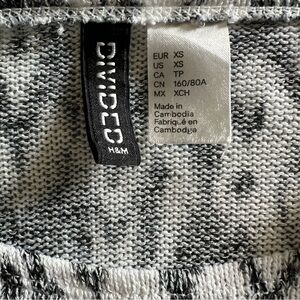 DIVIDED
H&M
EUR XS
US XS
CA TP
CN 160/80A
MX XCH
Made in
Cambodia
Fabriqué en
Cambodge